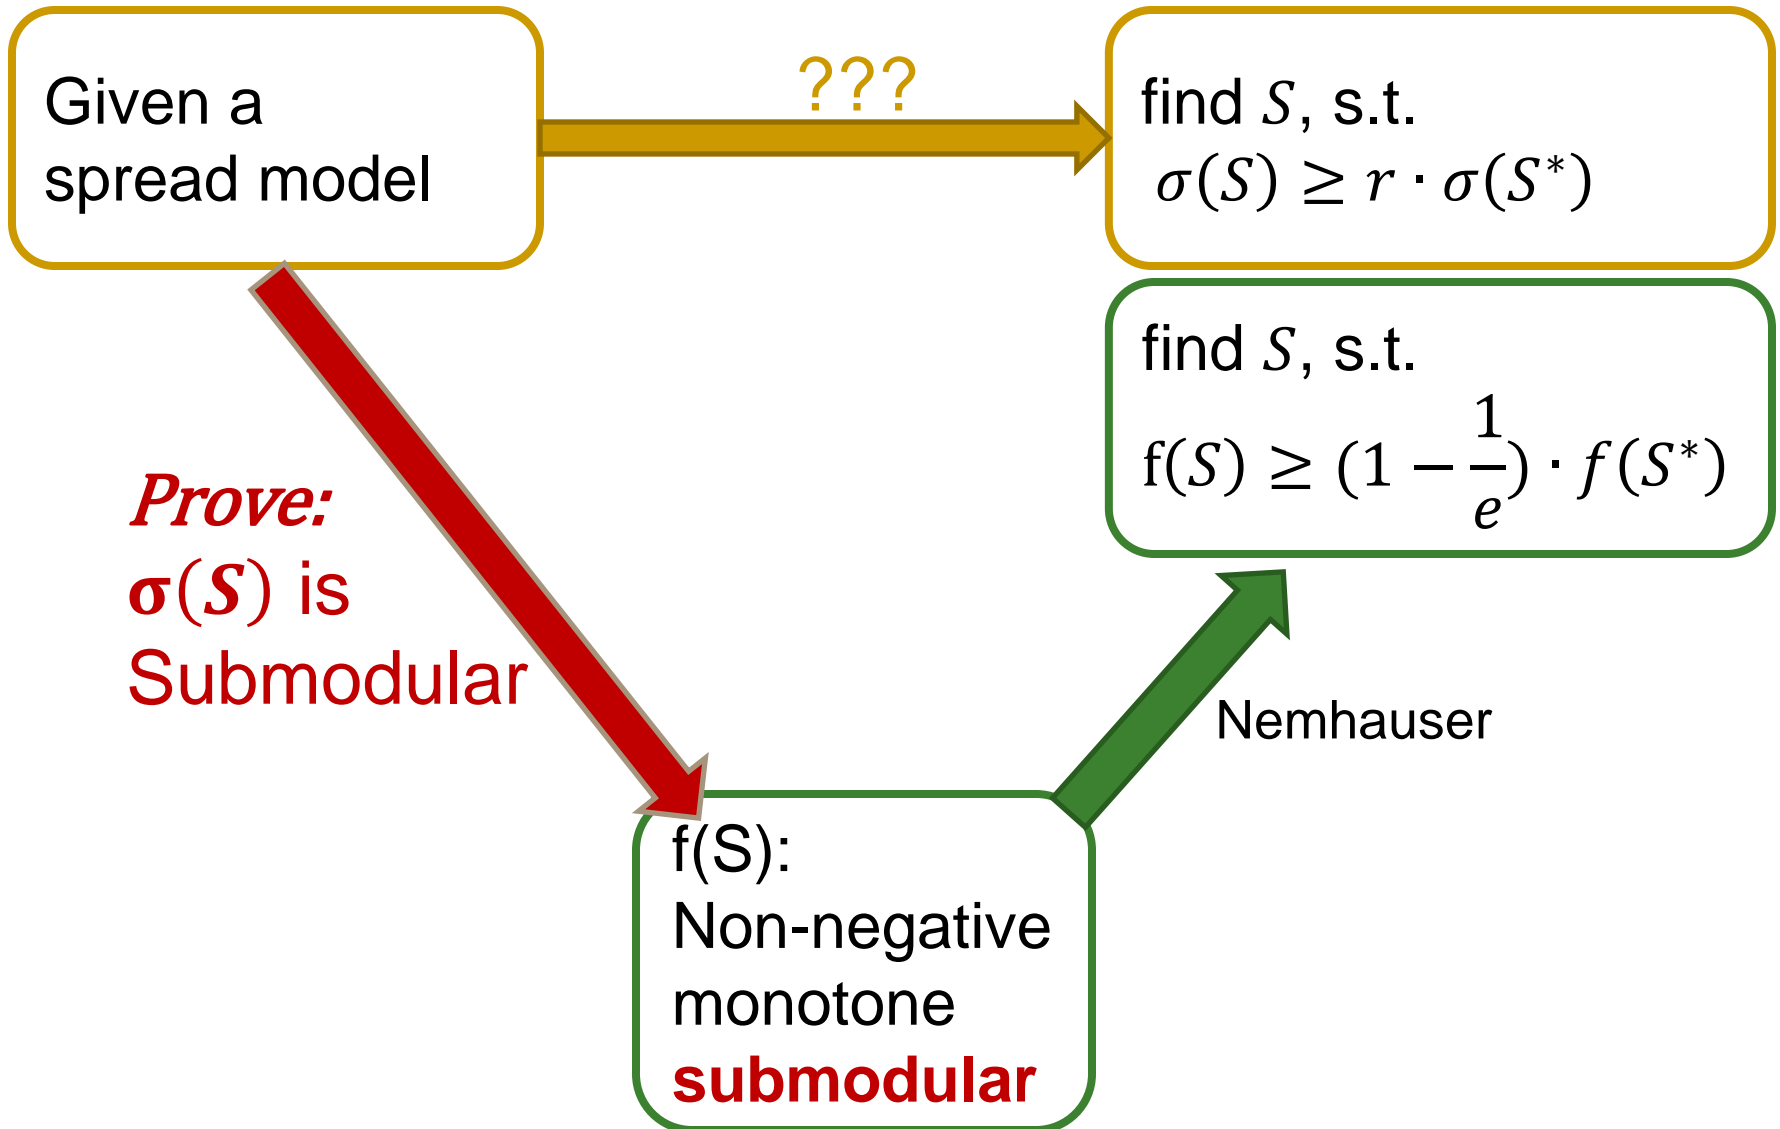 Given a
spread model
???
find S, s.t.
σ(S) ≥ r · σ(S*)
find S, s.t.
f(S) ≥ (1 − 1/e) · f(S*)
Prove:
σ(S) is
Submodular
Nemhauser
f(S):
Non-negative
monotone
submodular